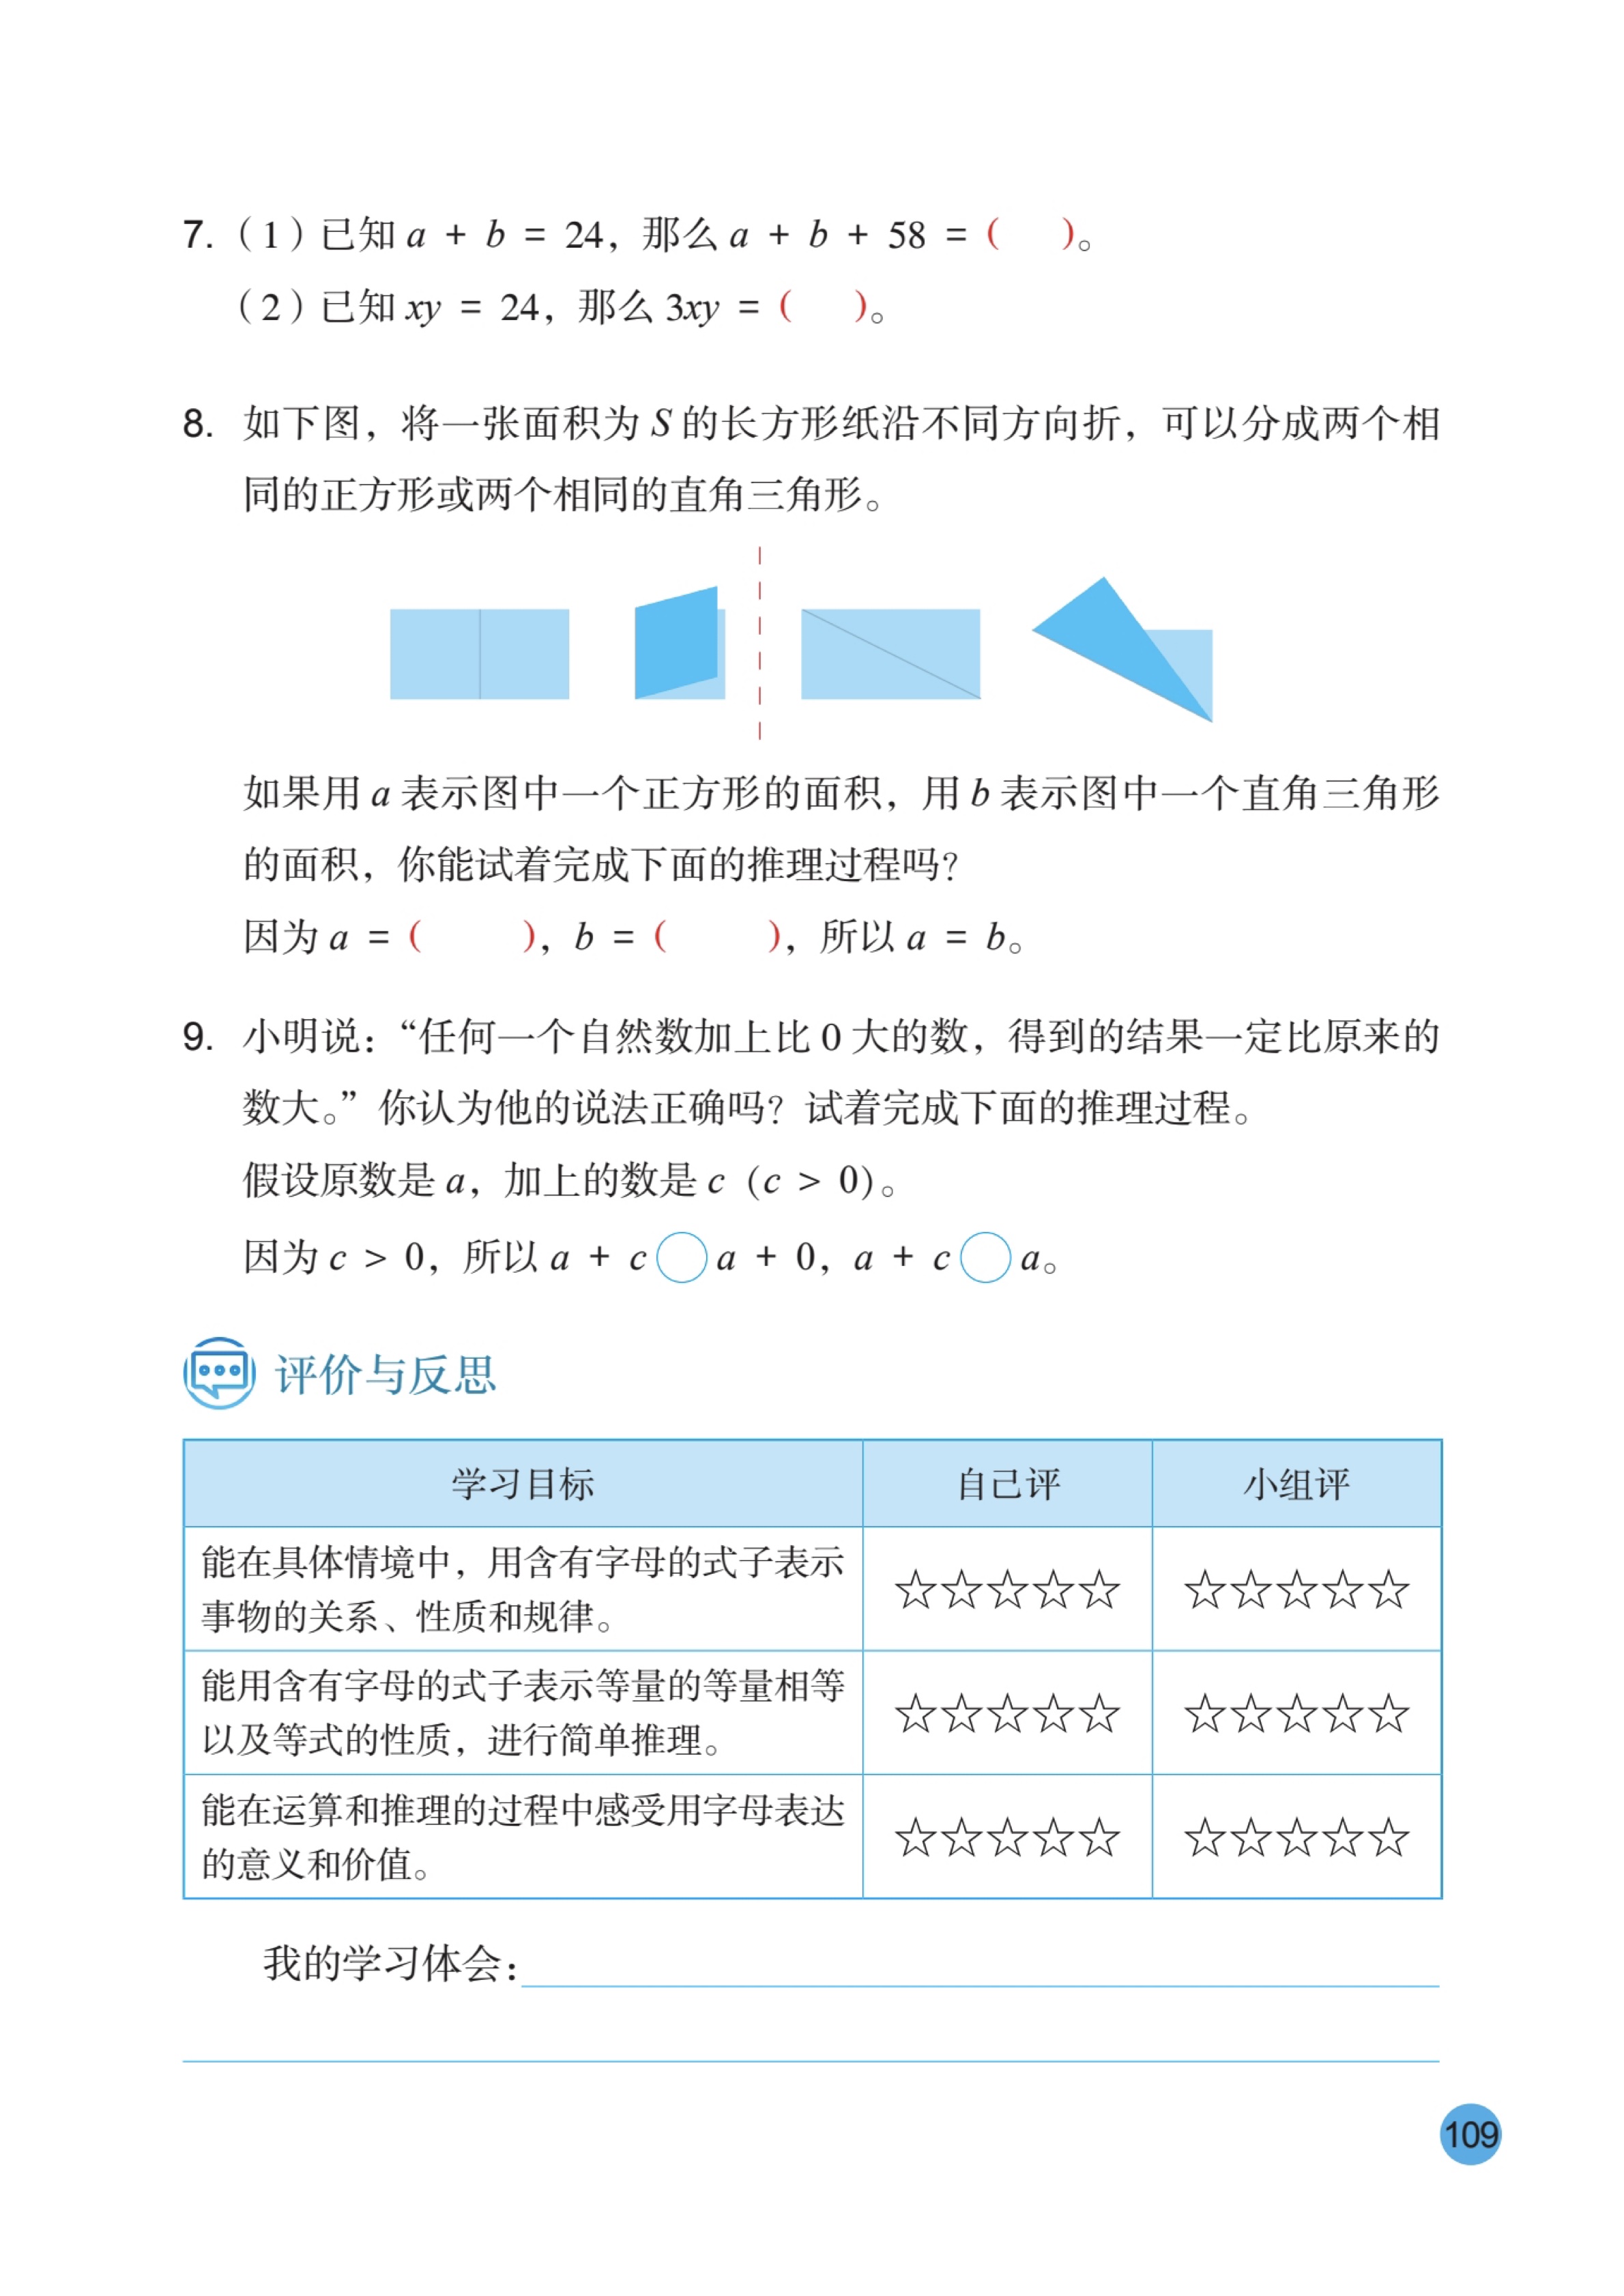 7.（1）已知 a + b = 24，那么 a + b + 58 =（  ）。
（2）已知 xy = 24，那么 3xy =（  ）。
8. 如下图，将一张面积为 S 的长方形纸沿不同方向折，可以分成两个相
同的正方形或两个相同的直角三角形。
如果用 a 表示图中一个正方形的面积，用 b 表示图中一个直角三角形
的面积，你能试着完成下面的推理过程吗？
因为 a =（    ），b =（    ），所以 a = b。
9. 小明说：“任何一个自然数加上比 0 大的数，得到的结果一定比原来的
数大。”你认为他的说法正确吗？试着完成下面的推理过程。
假设原数是 a，加上的数是 c（c > 0）。
因为 c > 0，所以 a + c ○ a + 0，a + c ○ a。
评价与反思
学习目标 自己评 小组评
能在具体情境中，用含有字母的式子表示
事物的关系、性质和规律。
☆☆☆☆☆ ☆☆☆☆☆
能用含有字母的式子表示等量的等量相等
以及等式的性质，进行简单推理。
☆☆☆☆☆ ☆☆☆☆☆
能在运算和推理的过程中感受用字母表达
的意义和价值。
☆☆☆☆☆ ☆☆☆☆☆
我的学习体会：
109